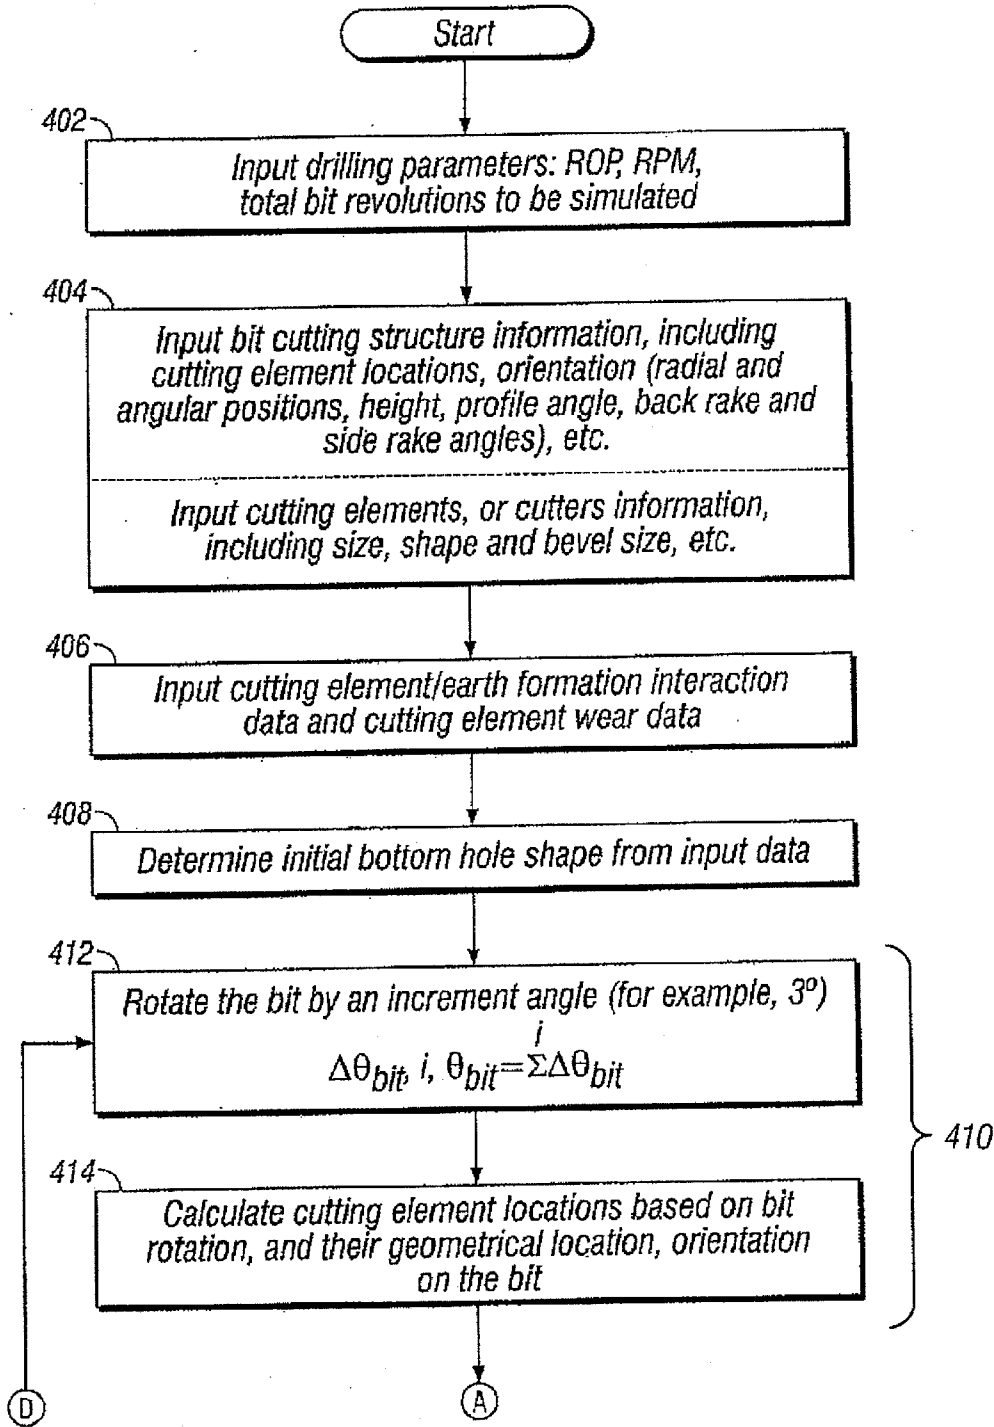 Start
402
Input drilling parameters: ROP, RPM,
total bit revolutions to be simulated
404
Input bit cutting structure information, including
cutting element locations, orientation (radial and
angular positions, height, profile angle, back rake and
side rake angles), etc.
Input cutting elements, or cutters information,
including size, shape and bevel size, etc.
406
Input cutting element/earth formation interaction
data and cutting element wear data
408
Determine initial bottom hole shape from input data
412
Rotate the bit by an increment angle (for example, 3º)
i
Δθbit, i, θbit=ΣΔθbit
410
414
Calculate cutting element locations based on bit
rotation, and their geometrical location, orientation
on the bit
D
A